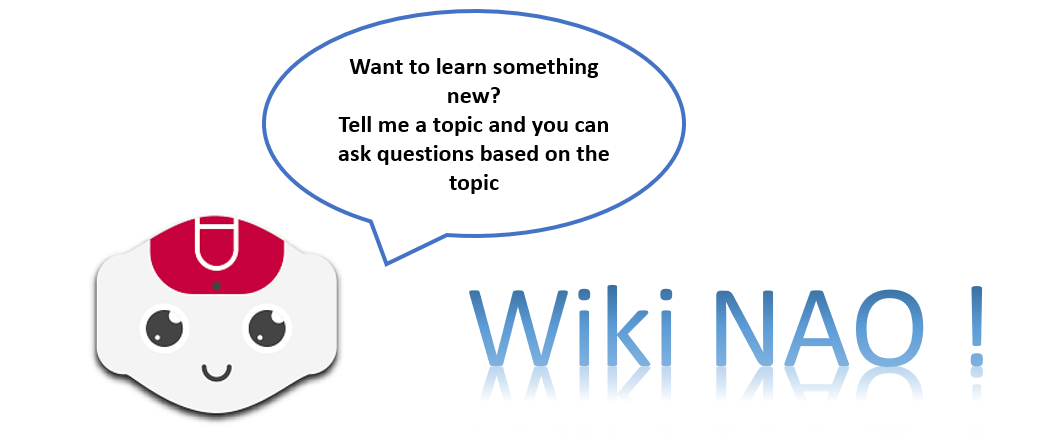 Want to learn something
new?
Tell me a topic and you can
ask questions based on the
topic
Wiki NAO !